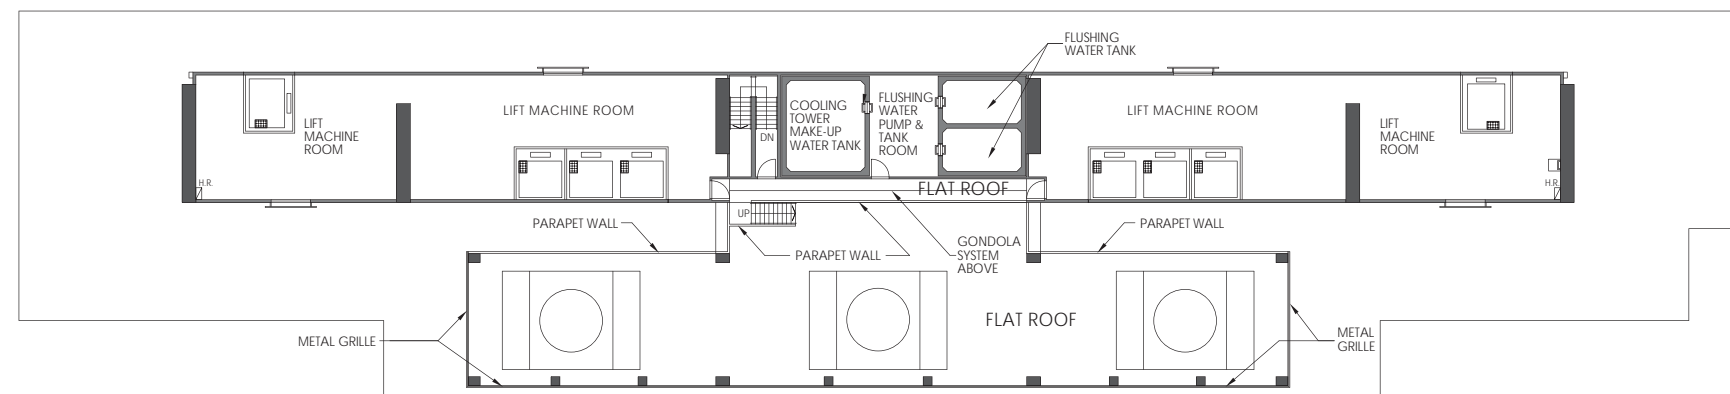 FLUSHING
WATER TANK
LIFT MACHINE ROOM
COOLING
TOWER
MAKE-UP
WATER TANK
FLUSHING
WATER
PUMP &
TANK
ROOM
LIFT MACHINE ROOM
LIFT
MACHINE
ROOM
DN
LIFT
MACHINE
ROOM
H.R.
FLAT ROOF
H.R.
UP
PARAPET WALL
PARAPET WALL
GONDOLA
SYSTEM
ABOVE
PARAPET WALL
FLAT ROOF
METAL GRILLE
METAL
GRILLE